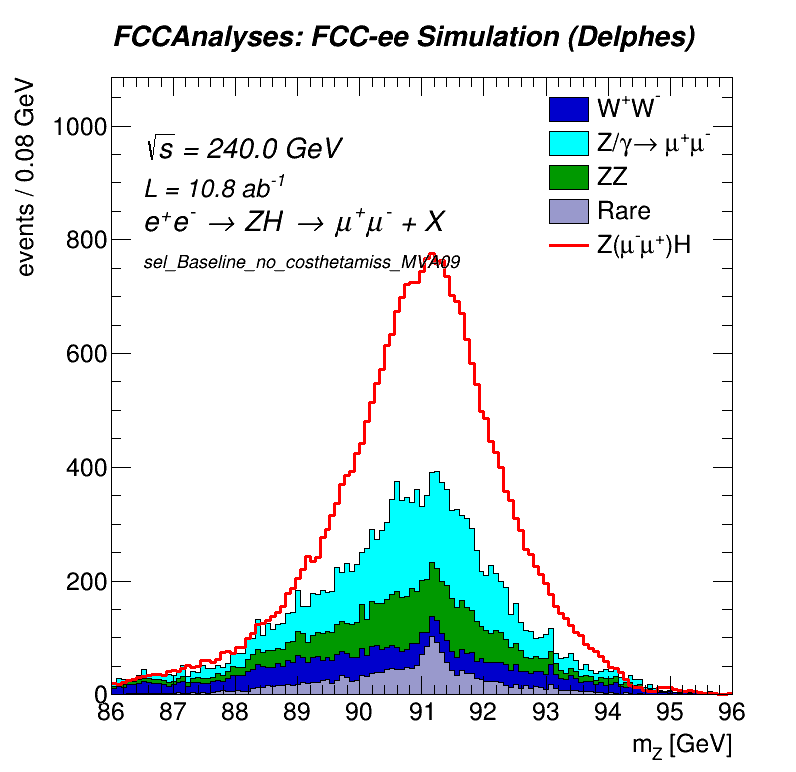 FCCAnalyses: FCC-ee Simulation (Delphes)
events / 0.08 GeV
1000
800
600
400
200
0
√s = 240.0 GeV
L = 10.8 ab⁻¹
e⁺e⁻ → ZH → μ⁺μ⁻ + X
sel_Baseline_no_costhetamiss_MVA09
W⁺W⁻
Z/γ→ μ⁺μ⁻
ZZ
Rare
Z(μ⁻μ⁺)H
86 87 88 89 90 91 92 93 94 95 96
m_Z [GeV]